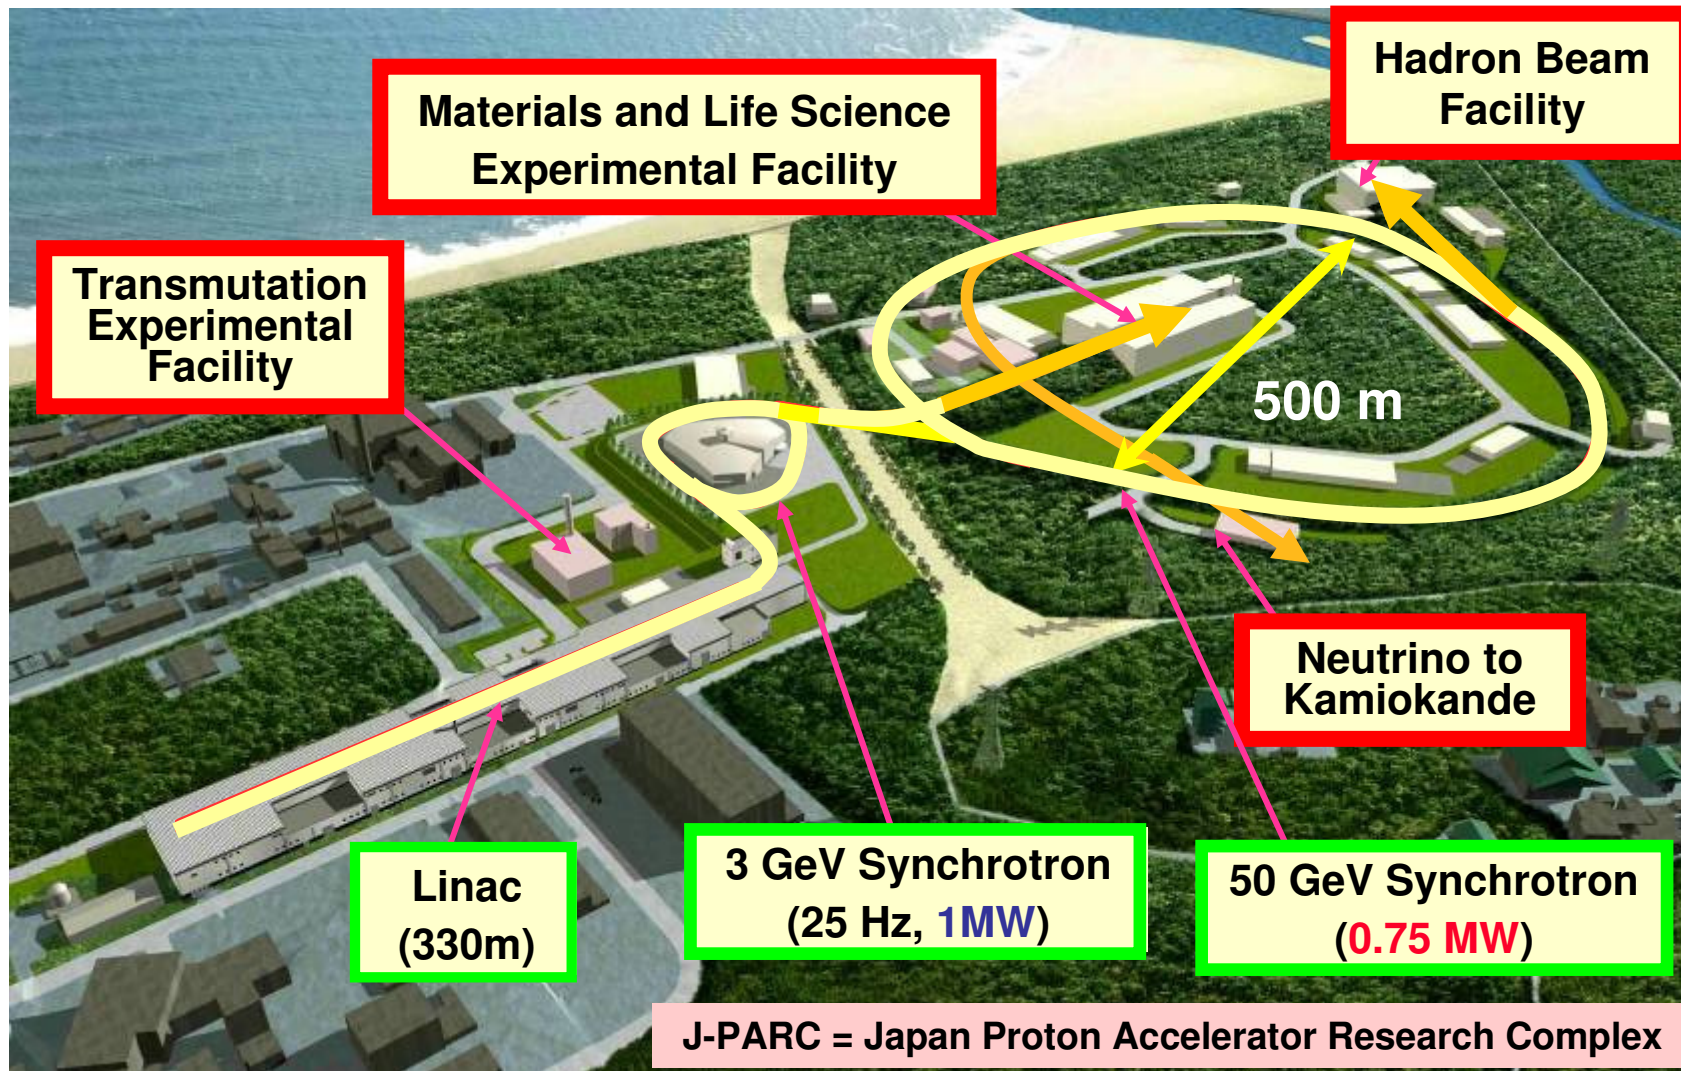 Hadron Beam
Facility
Materials and Life Science
Experimental Facility
Transmutation
Experimental
Facility
500 m
Neutrino to
Kamiokande
Linac
(330m)
3 GeV Synchrotron
(25 Hz, 1MW)
50 GeV Synchrotron
(0.75 MW)
J-PARC = Japan Proton Accelerator Research Complex